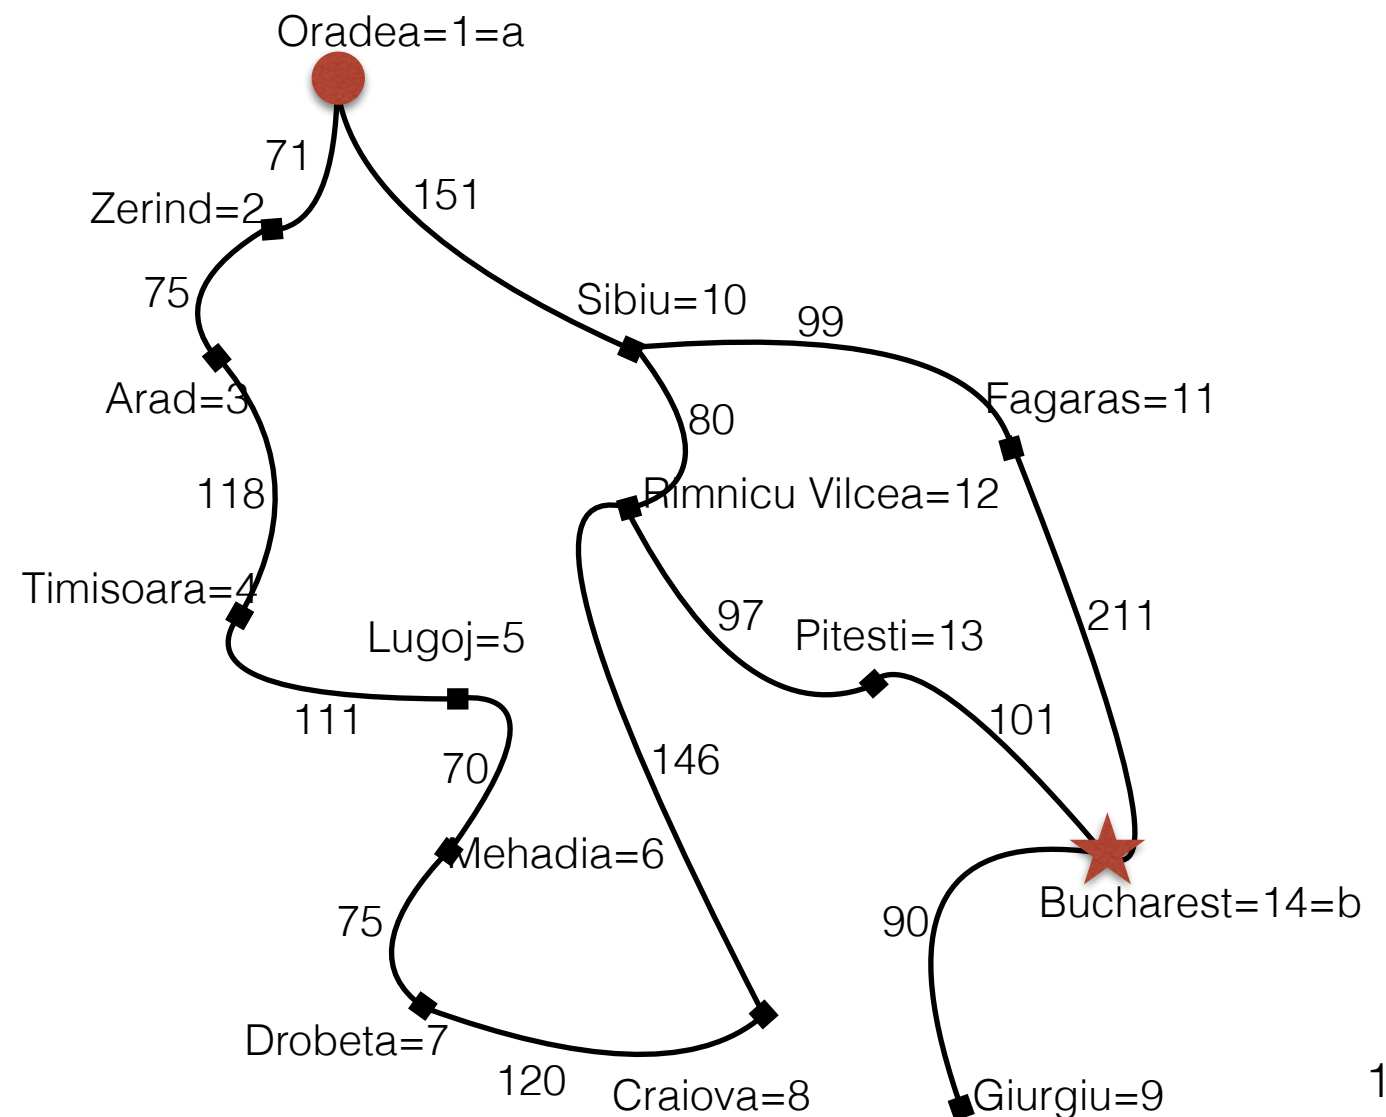 Oradea=1=a
71
151
Zerind=2
75
Sibiu=10
99
Arad=3
80
Fagaras=11
118
Rimnicu Vilcea=12
Timisoara=4
Lugoj=5
97
Pitesti=13
211
111
101
70
146
Mehadia=6
75
90
Bucharest=14=b
Drobeta=7
120
Craiova=8
Giurgiu=9
1